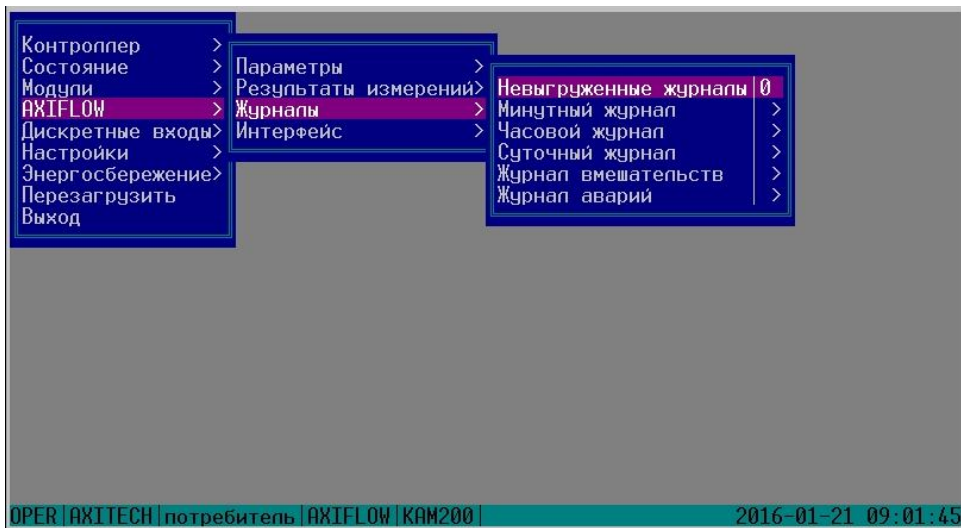 Контроллер >
Состояние >
Модули >
AXIFLOW >
Дискретные входы>
Настройки >
Энергосбережение>
Перезагрузить
Выход
Параметры >
Результаты измерений>
Журналы >
Интерфейс >
Невыгруженные журналы|0
Минутный журнал | >
Часовой журнал | >
Суточный журнал | >
Журнал вмешательств | >
Журнал аварий | >
OPER|AXITECH|потребитель|AXIFLOW|KAM200| 2016-01-21 09:01:45